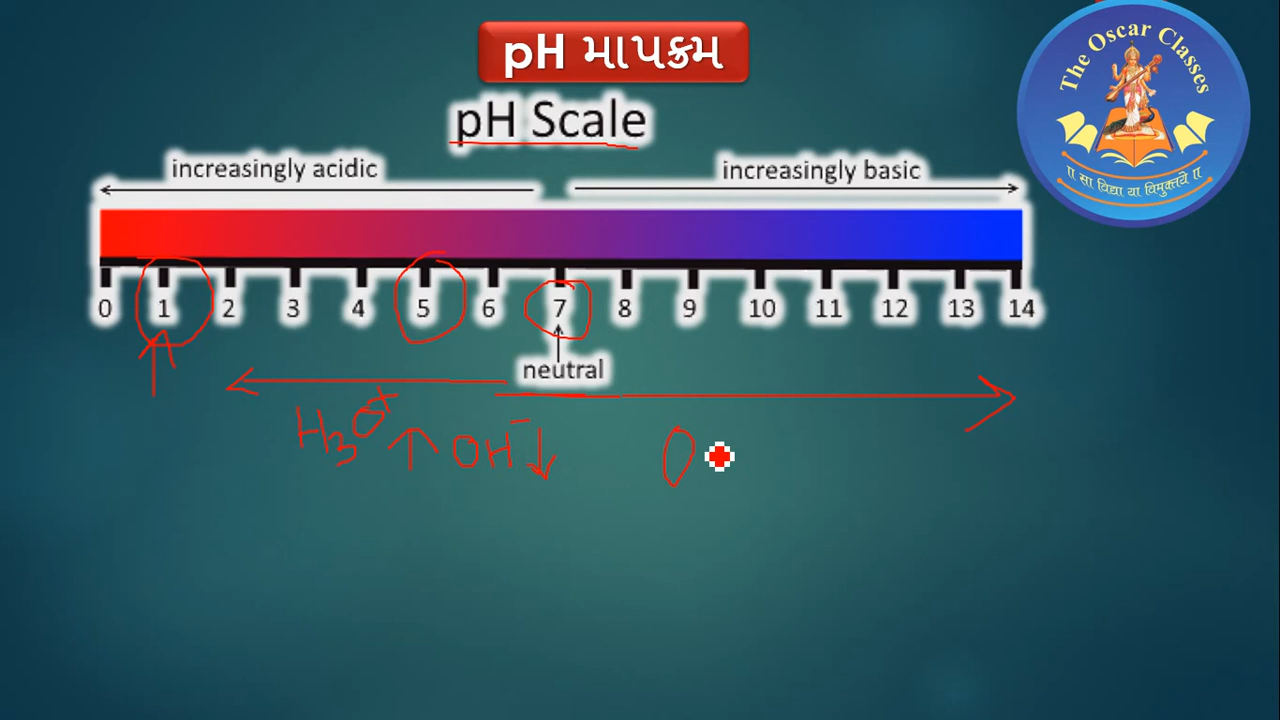 pH માપક્રમ
The Oscar Classes
॥ सा विद्या या विमुक्तये ॥
pH Scale
increasingly acidic
increasingly basic
0 1 2 3 4 5 6 7 8 9 10 11 12 13 14
neutral
H₃O⁺ ↑ OH⁻ ↓ O